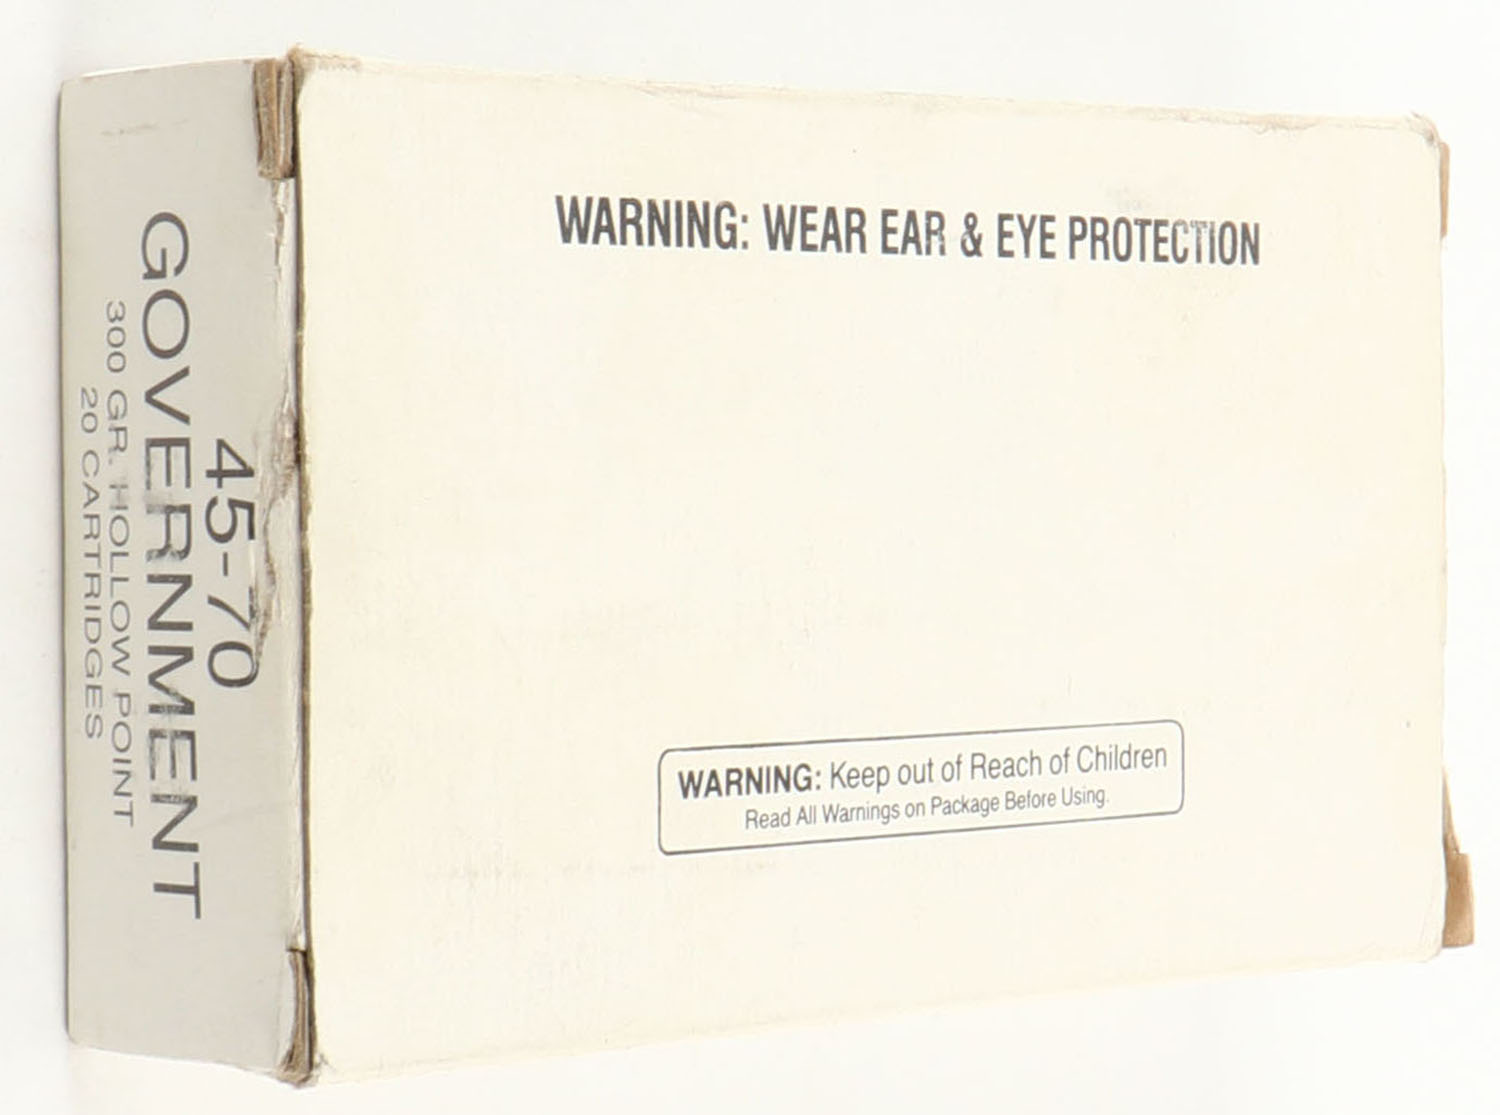 WARNING: WEAR EAR & EYE PROTECTION
WARNING: Keep out of Reach of Children
Read All Warnings on Package Before Using.
45-70
GOVERNMENT
300 GR. HOLLOW POINT
20 CARTRIDGES